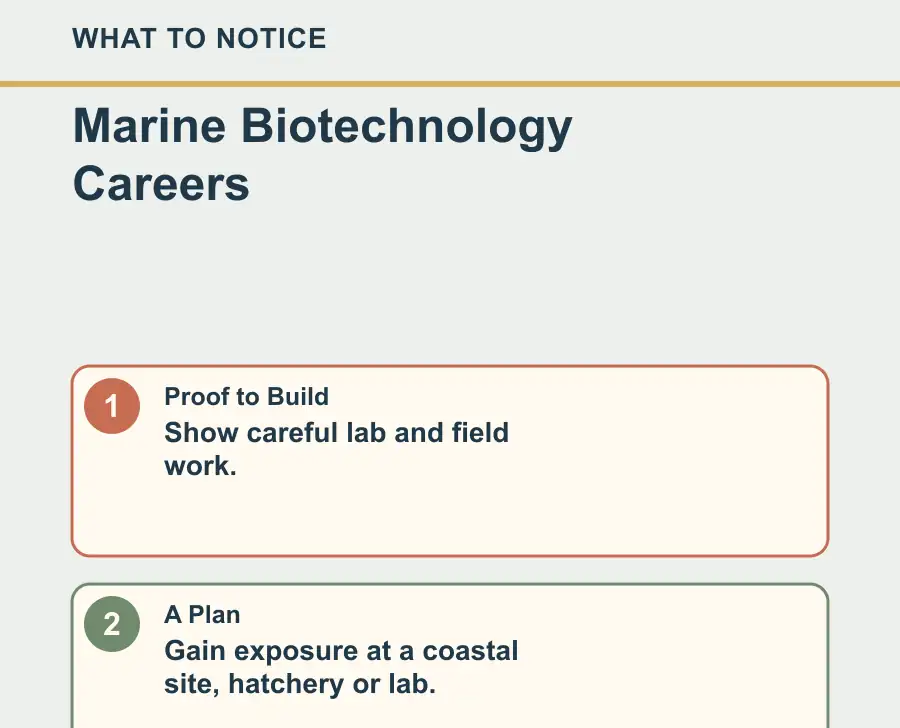 WHAT TO NOTICE
Marine Biotechnology
Careers
1
Proof to Build
Show careful lab and field
work.
2
A Plan
Gain exposure at a coastal
site, hatchery or lab.